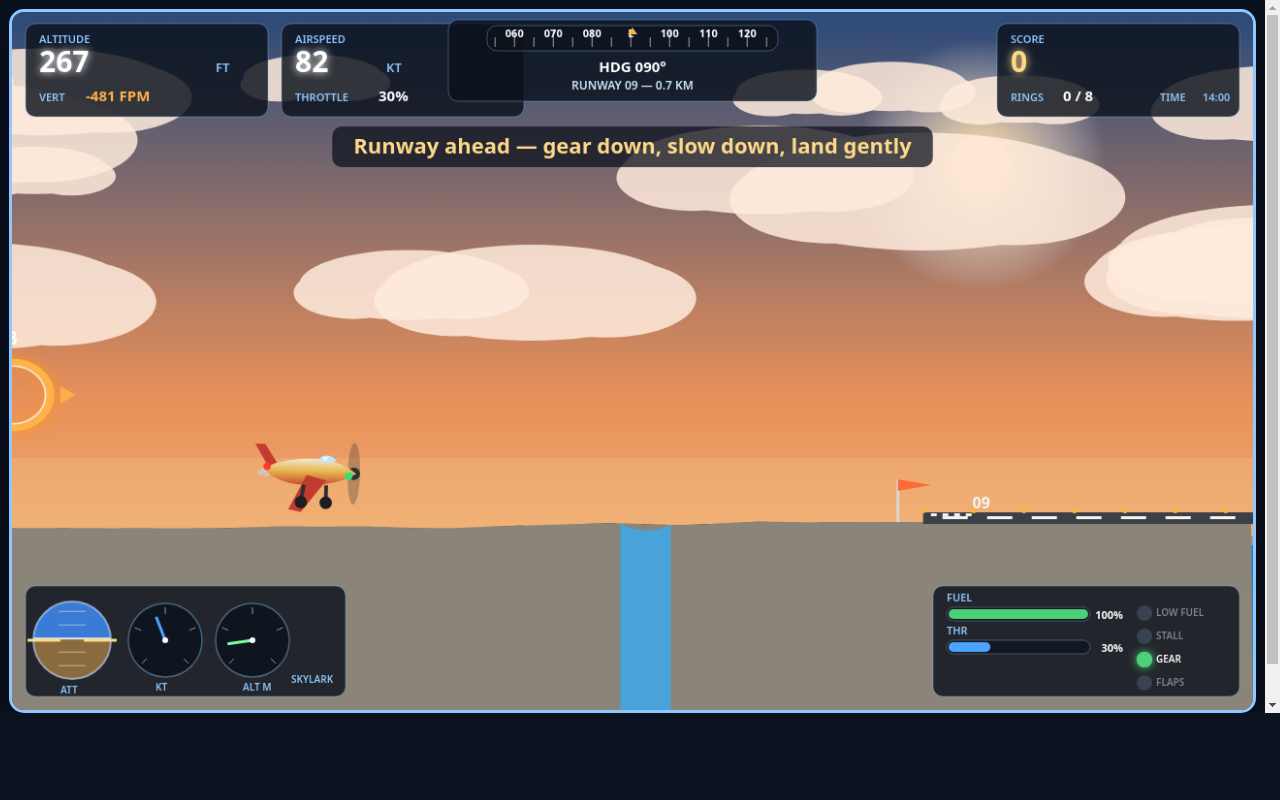 ALTITUDE
267 FT
VERT -481 FPM
AIRSPEED
82 KT
THROTTLE 30%
060 070 080 E 100 110 120
HDG 090°
RUNWAY 09 — 0.7 KM
SCORE
0
RINGS 0 / 8 TIME 14:00
Runway ahead — gear down, slow down, land gently
09
ATT
KT
ALT M
SKYLARK
FUEL
100%
THR
30%
LOW FUEL
STALL
GEAR
FLAPS